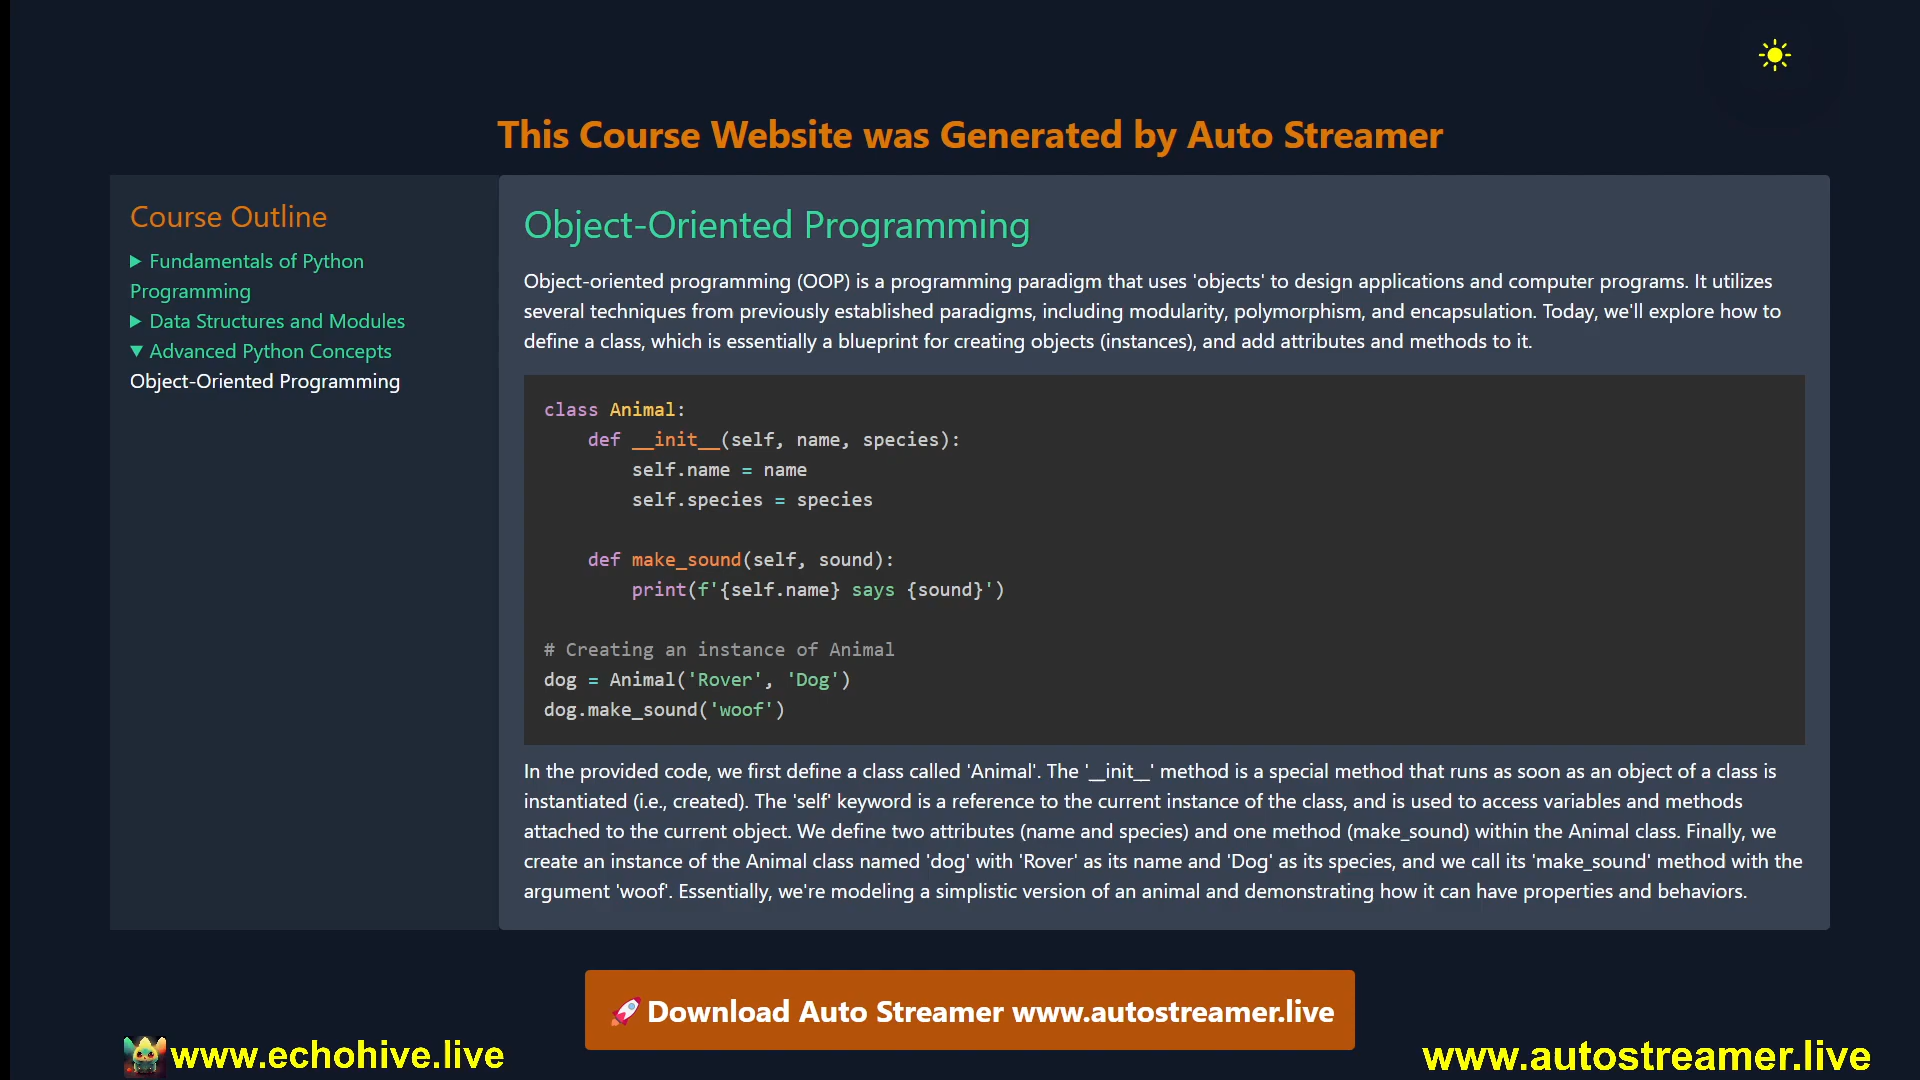 This Course Website was Generated by Auto Streamer
Course Outline
▶ Fundamentals of Python
Programming
▶ Data Structures and Modules
▼ Advanced Python Concepts
Object-Oriented Programming
Object-Oriented Programming
Object-oriented programming (OOP) is a programming paradigm that uses 'objects' to design applications and computer programs. It utilizes
several techniques from previously established paradigms, including modularity, polymorphism, and encapsulation. Today, we'll explore how to
define a class, which is essentially a blueprint for creating objects (instances), and add attributes and methods to it.
class Animal:
    def __init__(self, name, species):
        self.name = name
        self.species = species
    def make_sound(self, sound):
        print(f'{self.name} says {sound}')
# Creating an instance of Animal
dog = Animal('Rover', 'Dog')
dog.make_sound('woof')
In the provided code, we first define a class called 'Animal'. The '__init__' method is a special method that runs as soon as an object of a class is
instantiated (i.e., created). The 'self' keyword is a reference to the current instance of the class, and is used to access variables and methods
attached to the current object. We define two attributes (name and species) and one method (make_sound) within the Animal class. Finally, we
create an instance of the Animal class named 'dog' with 'Rover' as its name and 'Dog' as its species, and we call its 'make_sound' method with the
argument 'woof'. Essentially, we're modeling a simplistic version of an animal and demonstrating how it can have properties and behaviors.
🚀 Download Auto Streamer www.autostreamer.live
www.echohive.live
www.autostreamer.live